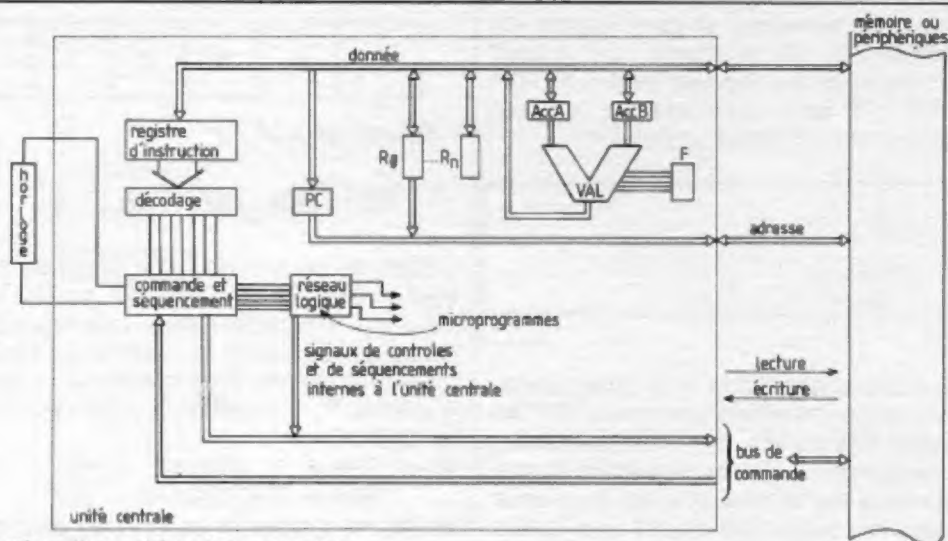 mémoire ou
périphériques
donnée
registre
d'instruction
AccA
AccB
horloge
RØ
Rn
F
VAL
décodage
PC
adresse
commande et
séquencement
réseau
logique
microprogrammes
signaux de controles
et de séquencements
internes à l'unité centrale
lecture
écriture
bus de
commande
unité centrale